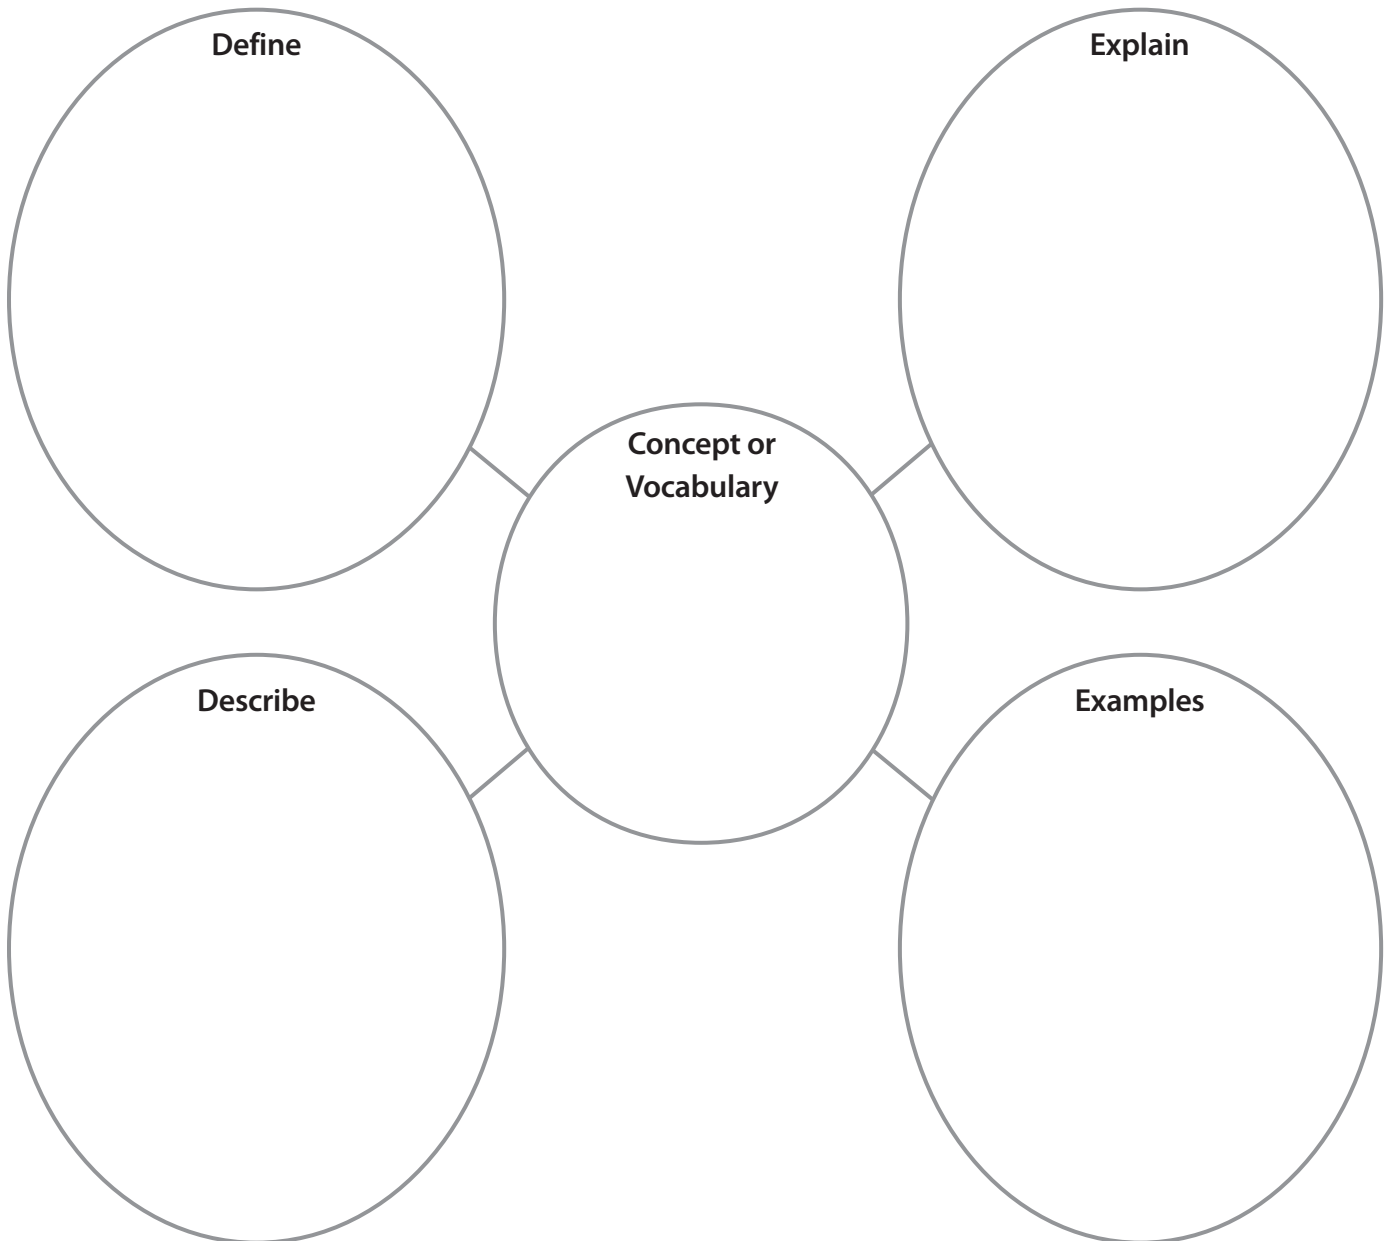 Define
Explain
Concept or
Vocabulary
Describe
Examples